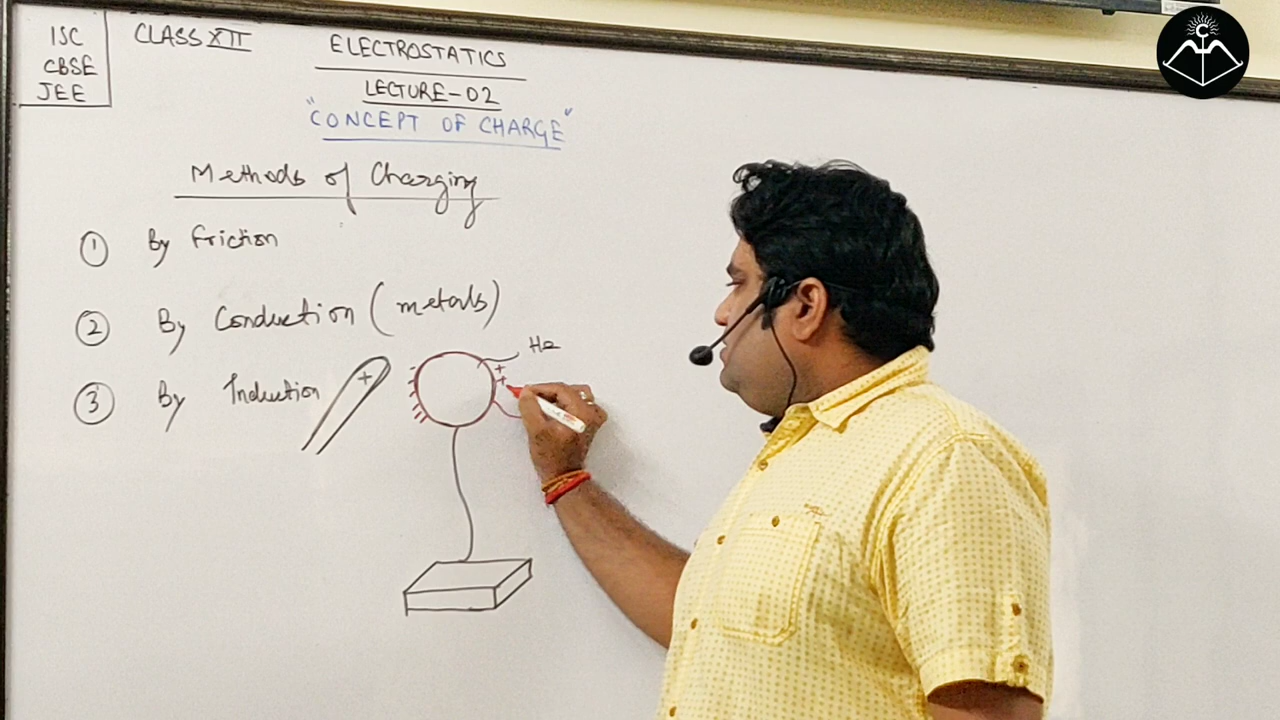 ISC
CBSE
JEE
CLASS XII
ELECTROSTATICS
LECTURE-02
"CONCEPT OF CHARGE"
Methods of Charging
① By friction
② By Conduction (metals)
③ By Induction
+
++
C